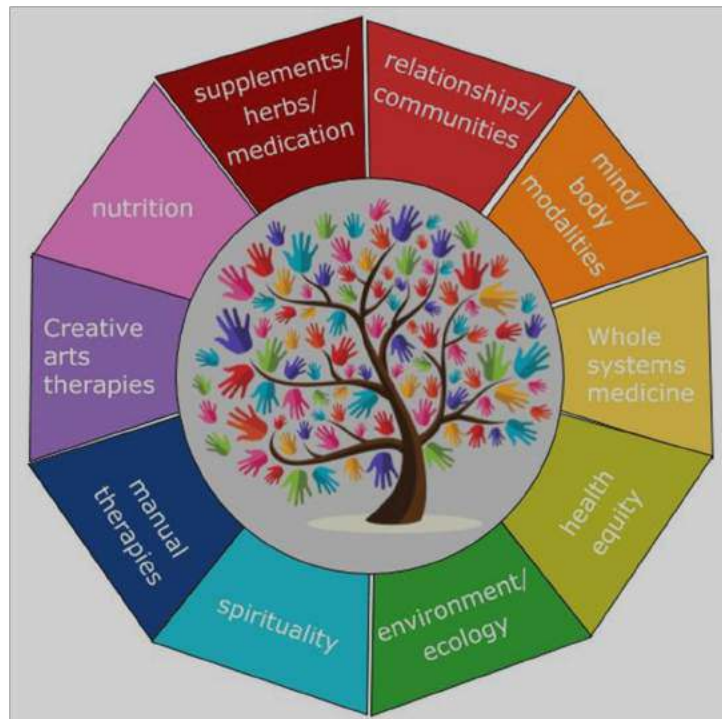 supplements/
herbs/
medication
relationships/
communities
mind/
body
modalities
Whole
systems
medicine
health
equity
environment/
ecology
spirituality
manual
therapies
Creative
arts
therapies
nutrition